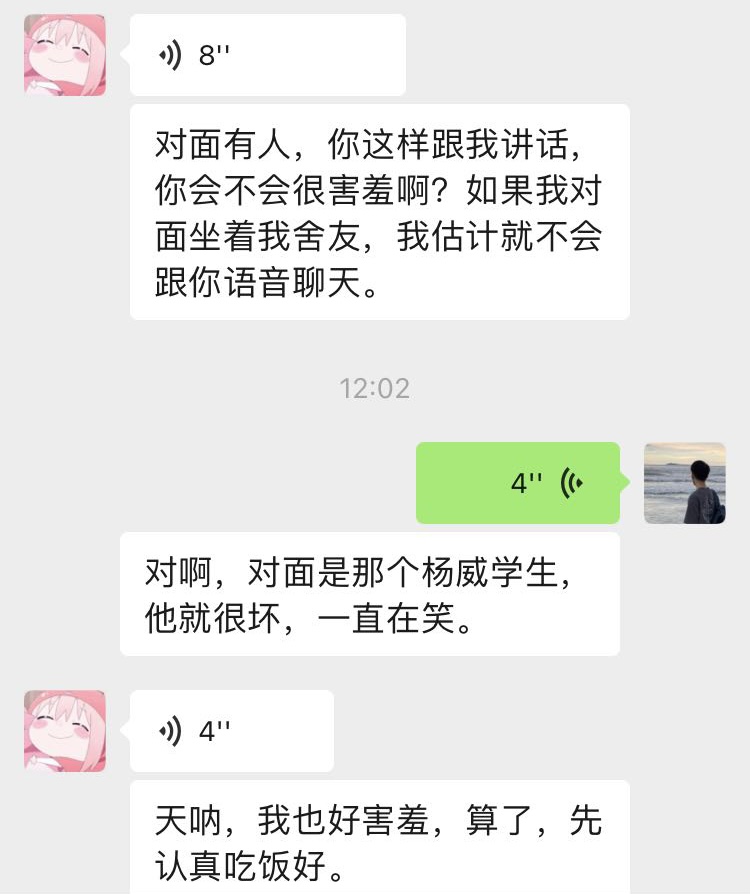 8''
对面有人，你这样跟我讲话，
你会不会很害羞啊？如果我对
面坐着我舍友，我估计就不会
跟你语音聊天。
12:02
4''
对啊，对面是那个杨威学生，
他就很坏，一直在笑。
4''
天呐，我也好害羞，算了，先
认真吃饭好。